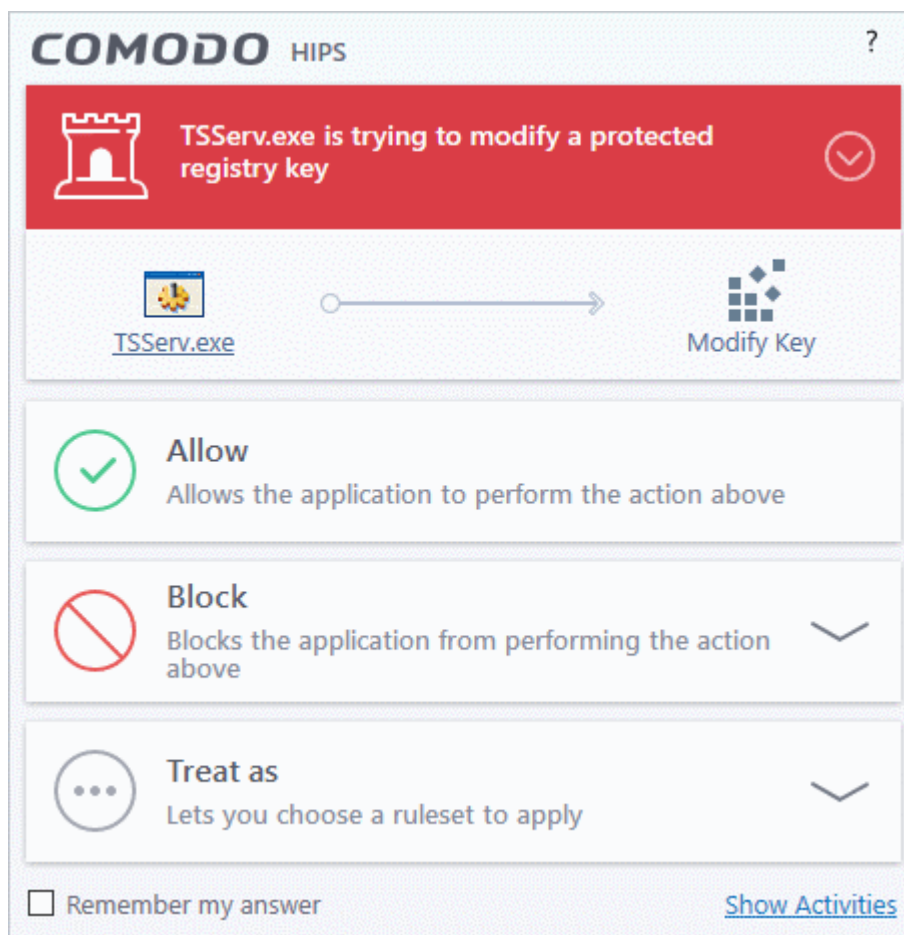 COMODO HIPS ?
TSServ.exe is trying to modify a protected
registry key
TSServ.exe
Modify Key
Allow
Allows the application to perform the action above
Block
Blocks the application from performing the action
above
Treat as
Lets you choose a ruleset to apply
Remember my answer
Show Activities